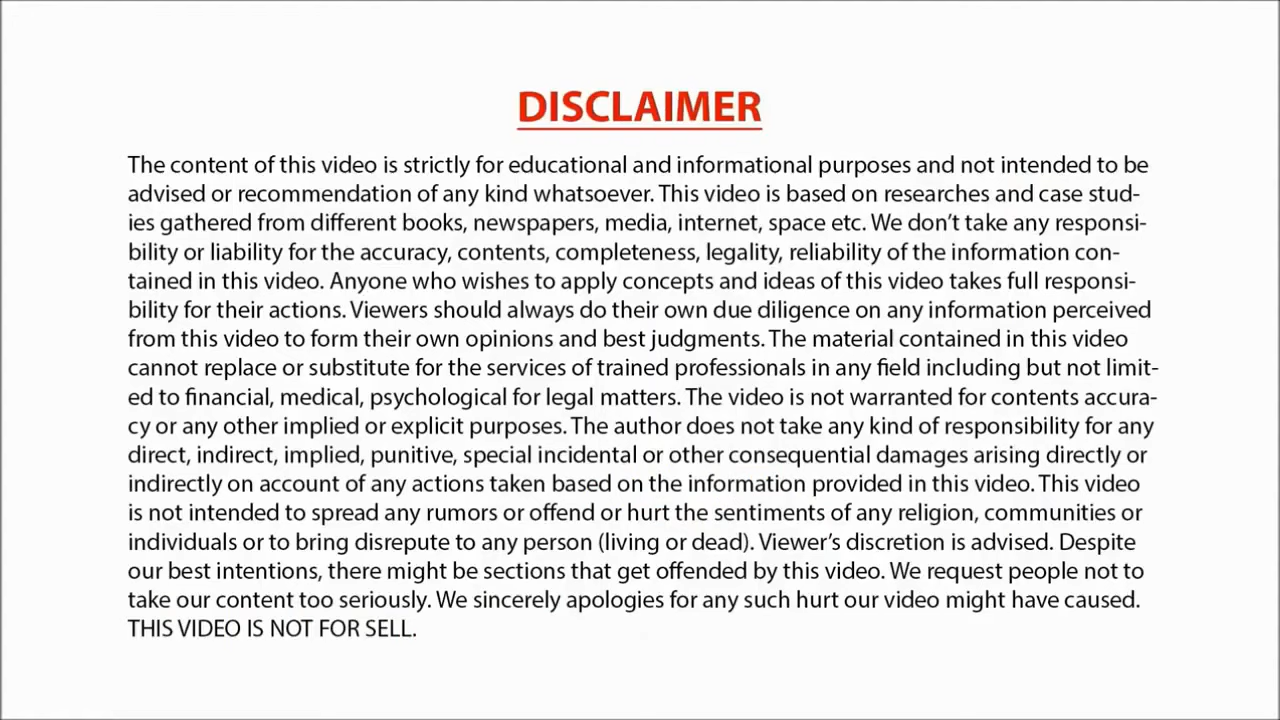 DISCLAIMER
The content of this video is strictly for educational and informational purposes and not intended to be
advised or recommendation of any kind whatsoever. This video is based on researches and case stud-
ies gathered from different books, newspapers, media, internet, space etc. We don't take any responsi-
bility or liability for the accuracy, contents, completeness, legality, reliability of the information con-
tained in this video. Anyone who wishes to apply concepts and ideas of this video takes full responsi-
bility for their actions. Viewers should always do their own due diligence on any information perceived
from this video to form their own opinions and best judgments. The material contained in this video
cannot replace or substitute for the services of trained professionals in any field including but not limit-
ed to financial, medical, psychological for legal matters. The video is not warranted for contents accura-
cy or any other implied or explicit purposes. The author does not take any kind of responsibility for any
direct, indirect, implied, punitive, special incidental or other consequential damages arising directly or
indirectly on account of any actions taken based on the information provided in this video. This video
is not intended to spread any rumors or offend or hurt the sentiments of any religion, communities or
individuals or to bring disrepute to any person (living or dead). Viewer's discretion is advised. Despite
our best intentions, there might be sections that get offended by this video. We request people not to
take our content too seriously. We sincerely apologies for any such hurt our video might have caused.
THIS VIDEO IS NOT FOR SELL.